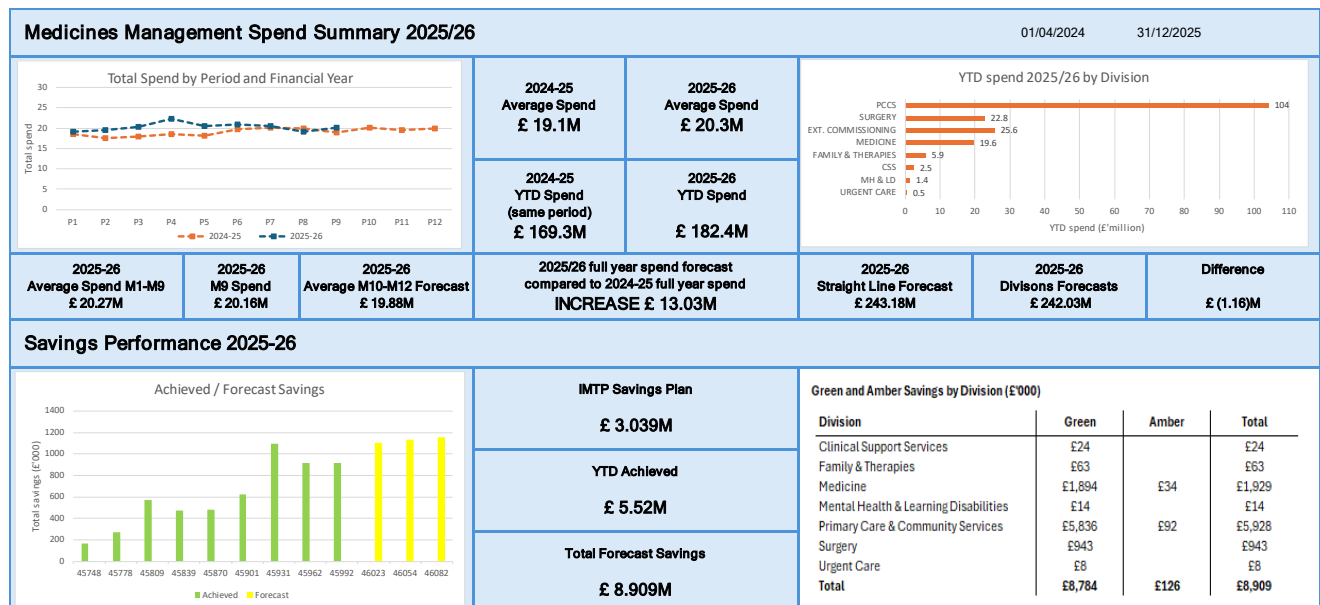 Medicines Management Spend Summary 2025/26
01/04/2024 31/12/2025
Total Spend by Period and Financial Year
Total spend
30
25
20
15
10
5
0
P1 P2 P3 P4 P5 P6 P7 P8 P9 P10 P11 P12
2024-25 2025-26
2024-25
Average Spend
£ 19.1M
2025-26
Average Spend
£ 20.3M
2024-25
YTD Spend
(same period)
£ 169.3M
2025-26
YTD Spend
£ 182.4M
YTD spend 2025/26 by Division
PCCS 104
SURGERY 22.8
EXT. COMMISSIONING 25.6
MEDICINE 19.6
FAMILY & THERAPIES 5.9
CSS 2.5
MH & LD 1.4
URGENT CARE 0.5
0 10 20 30 40 50 60 70 80 90 100 110
YTD spend (£'million)
2025-26
Average Spend M1-M9
£ 20.27M
2025-26
M9 Spend
£ 20.16M
2025-26
Average M10-M12 Forecast
£ 19.88M
2025/26 full year spend forecast
compared to 2024-25 full year spend
INCREASE £ 13.03M
2025-26
Straight Line Forecast
£ 243.18M
2025-26
Divisons Forecasts
£ 242.03M
Difference
£ (1.16)M
Savings Performance 2025-26
Achieved / Forecast Savings
Total savings (£'000)
1400
1200
1000
800
600
400
200
0
45748 45778 45809 45839 45870 45901 45931 45962 45992 46023 46054 46082
Achieved Forecast
IMTP Savings Plan
£ 3.039M
YTD Achieved
£ 5.52M
Total Forecast Savings
£ 8.909M
Green and Amber Savings by Division (£'000)
Division Green Amber Total
Clinical Support Services £24 £24
Family & Therapies £63 £63
Medicine £1,894 £34 £1,929
Mental Health & Learning Disabilities £14 £14
Primary Care & Community Services £5,836 £92 £5,928
Surgery £943 £943
Urgent Care £8 £8
Total £8,784 £126 £8,909